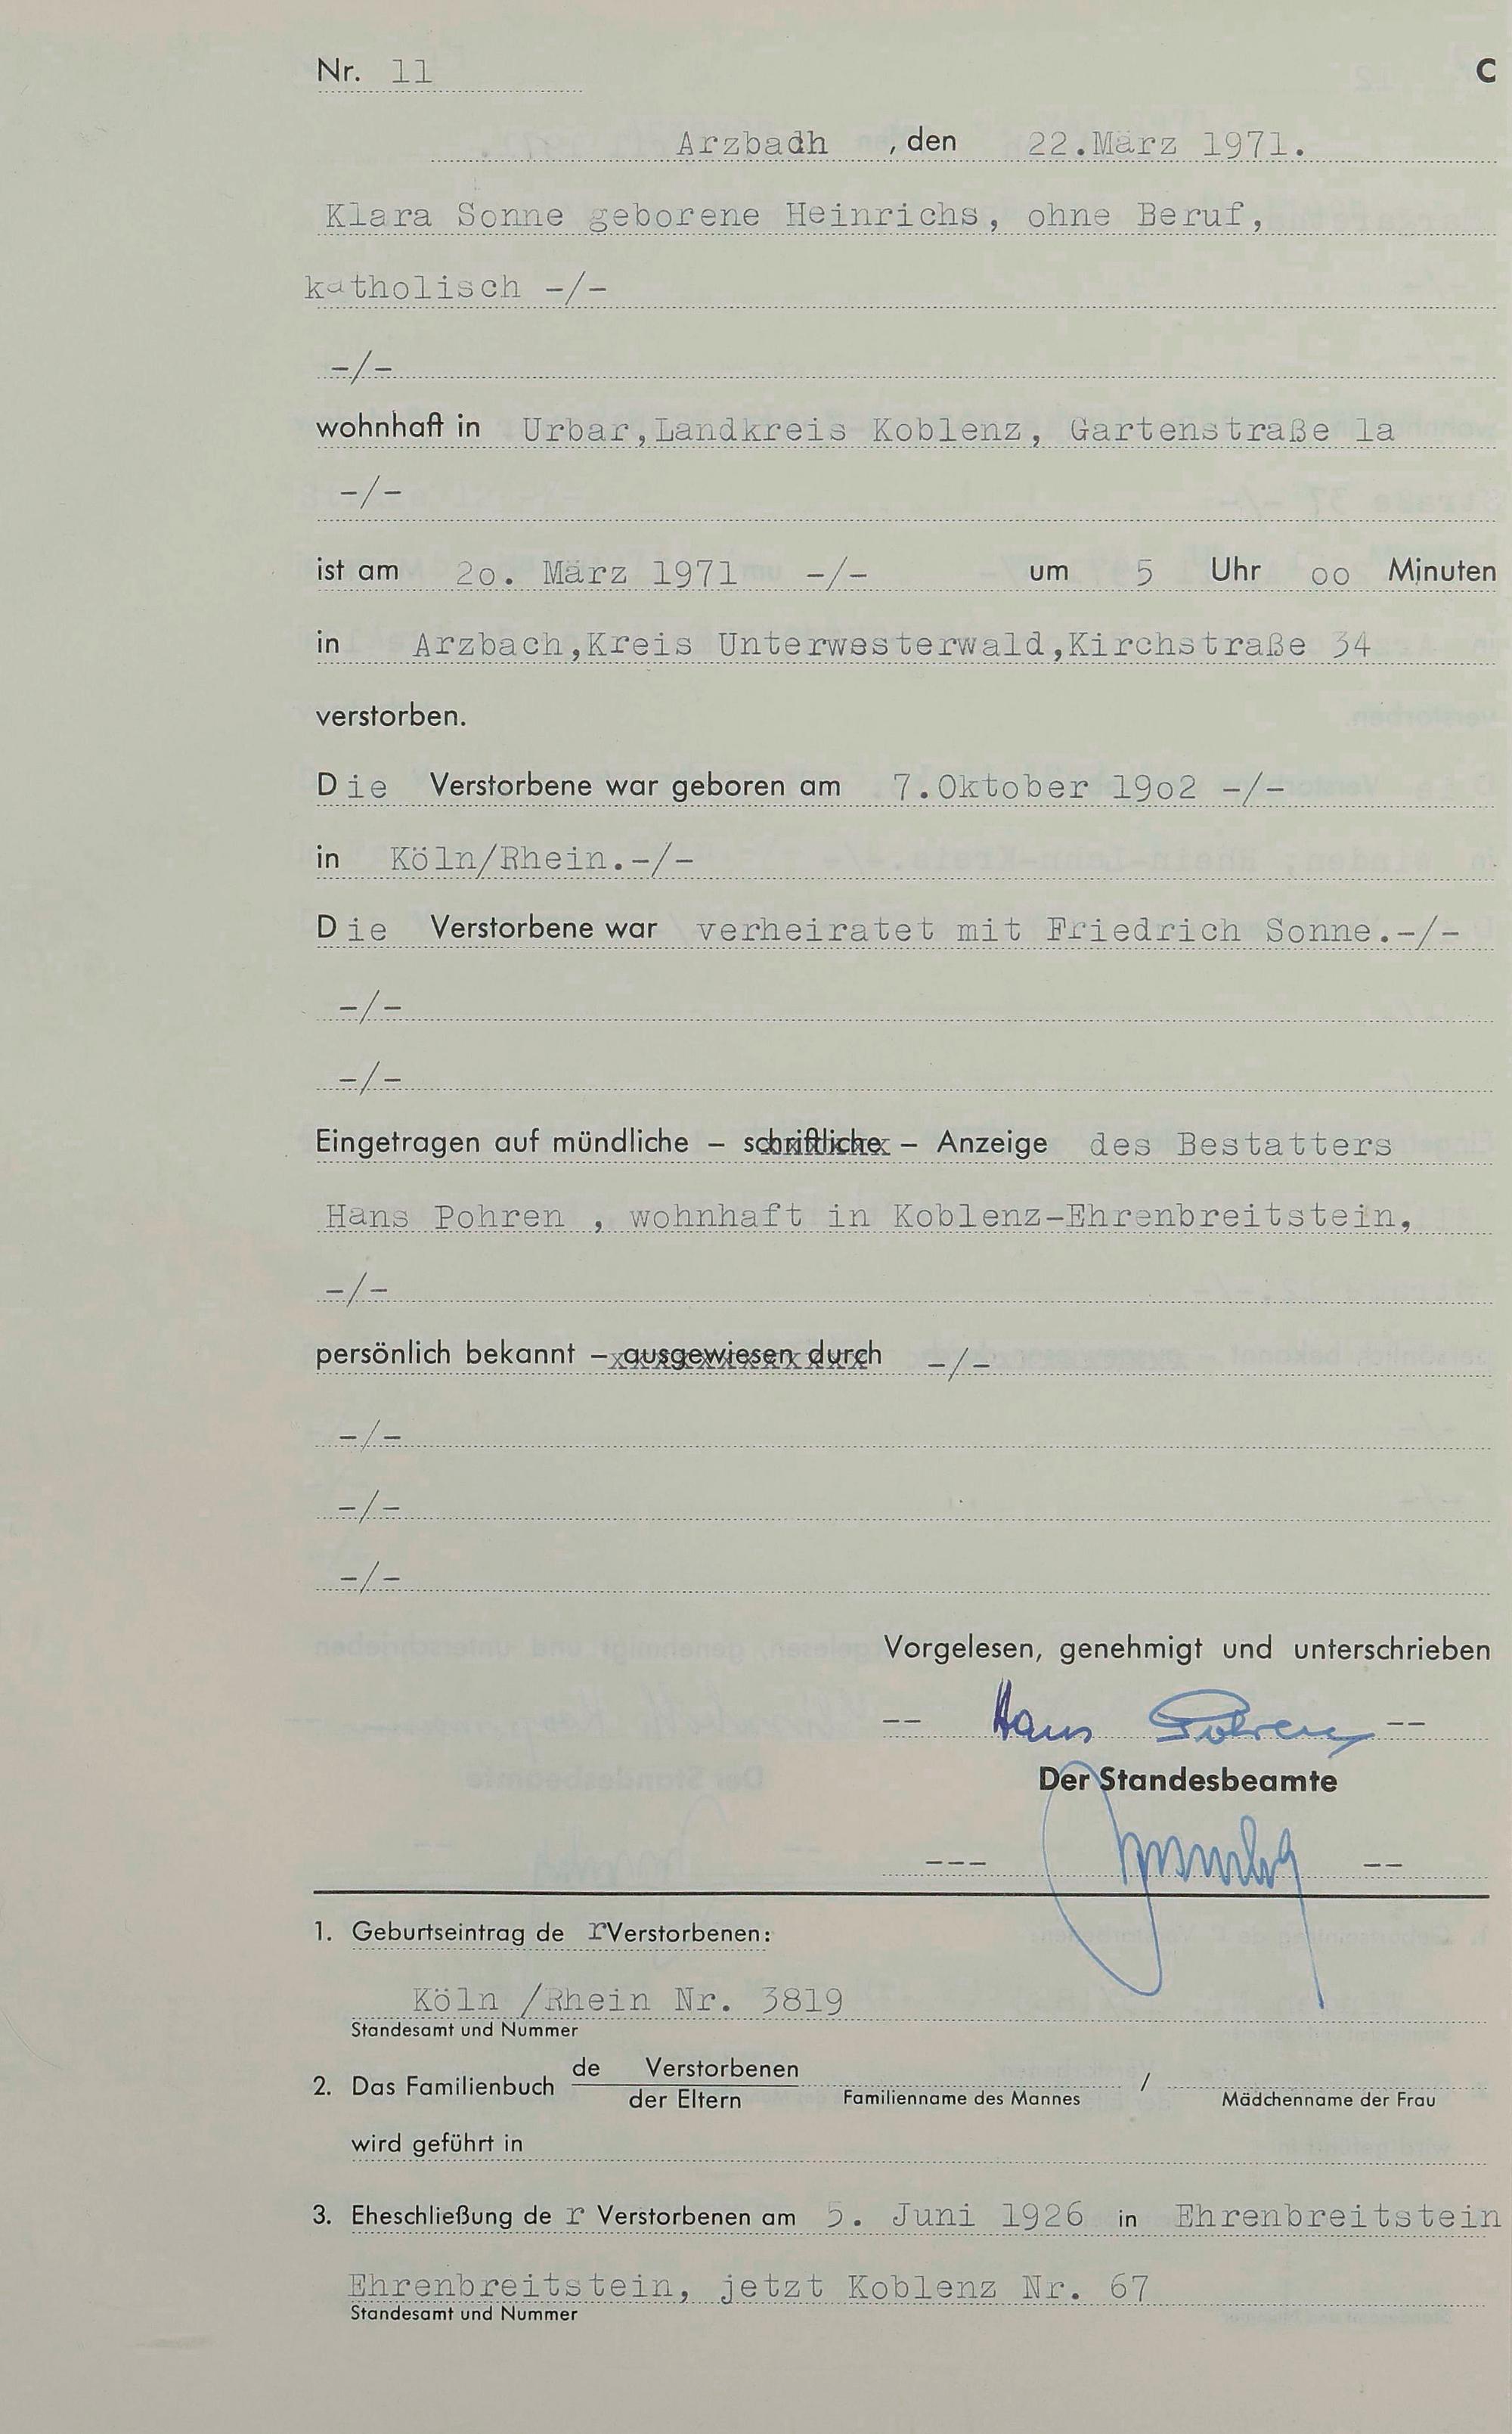 Nr. 11
C
Arzbadh , den 22.März 1971.
Klara Sonne geborene Heinrichs, ohne Beruf,
katholisch -/-
-/-
wohnhaft in Urbar,Landkreis Koblenz, Gartenstraße 1a
-/-
ist am 2o. März 1971 -/- um 5 Uhr oo Minuten
in Arzbach,Kreis Unterwesterwald,Kirchstraße 34
verstorben.
Die Verstorbene war geboren am 7.Oktober 19o2 -/-
in Köln/Rhein.-/-
Die Verstorbene war verheiratet mit Friedrich Sonne.-/-
-/-
-/-
Eingetragen auf mündliche – schriftliche – Anzeige des Bestatters
Hans Pohren , wohnhaft in Koblenz-Ehrenbreitstein,
-/-
persönlich bekannt – ausgewiesen durch -/-
-/-
-/-
-/-
Vorgelesen, genehmigt und unterschrieben
-- Hans Pohren --
Der Standesbeamte
--- --
1. Geburtseintrag de r Verstorbenen:
Köln /Rhein Nr. 3819
Standesamt und Nummer
2. Das Familienbuch de Verstorbenen
der Eltern Familienname des Mannes / Mädchenname der Frau
wird geführt in
3. Eheschließung de r Verstorbenen am 5. Juni 1926 in Ehrenbreitstein
Ehrenbreitstein, jetzt Koblenz Nr. 67
Standesamt und Nummer